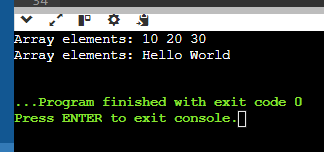 34
Array elements: 10 20 30
Array elements: Hello World
...Program finished with exit code 0
Press ENTER to exit console.